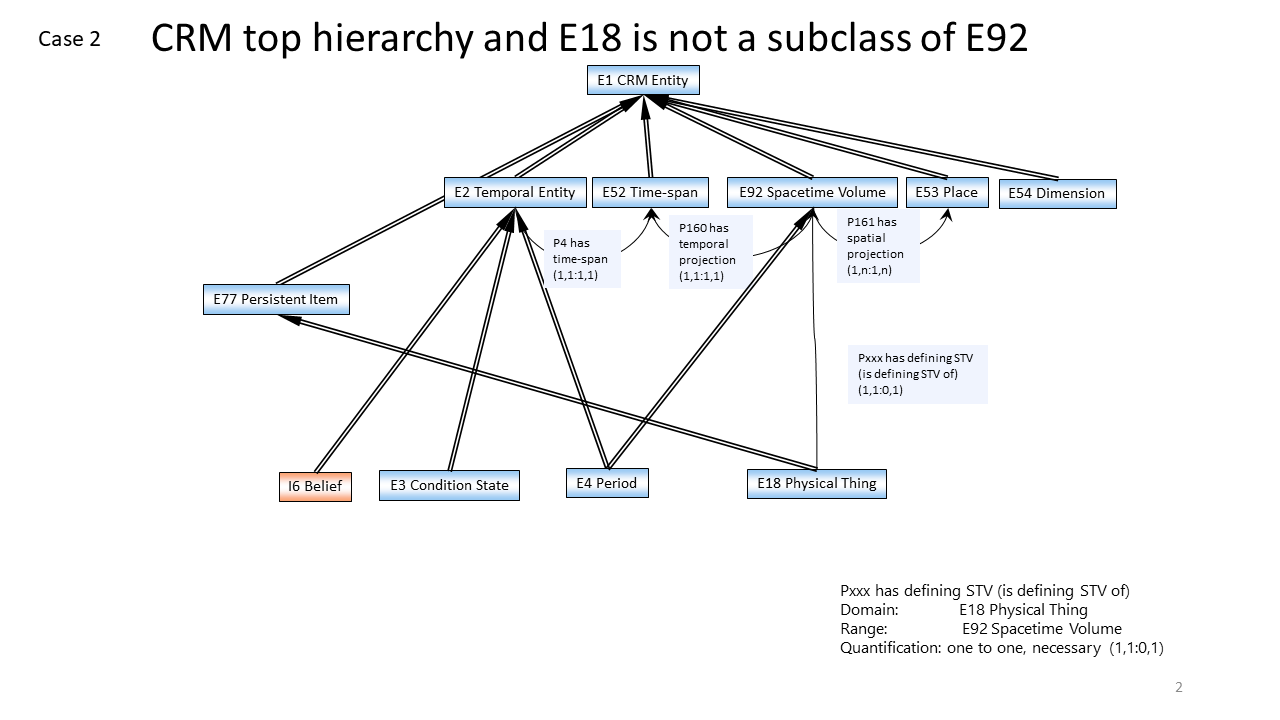 Case 2
CRM top hierarchy and E18 is not a subclass of E92
E1 CRM Entity
E2 Temporal Entity
E52 Time-span
E92 Spacetime Volume
E53 Place
E54 Dimension
P4 has
time-span
(1,1:1,1)
P160 has
temporal
projection
(1,1:1,1)
P161 has
spatial
projection
(1,n:1,n)
E77 Persistent Item
Pxxx has defining STV
(is defining STV of)
(1,1:0,1)
I6 Belief
E3 Condition State
E4 Period
E18 Physical Thing
Pxxx has defining STV (is defining STV of)
Domain: E18 Physical Thing
Range: E92 Spacetime Volume
Quantification: one to one, necessary (1,1:0,1)
2